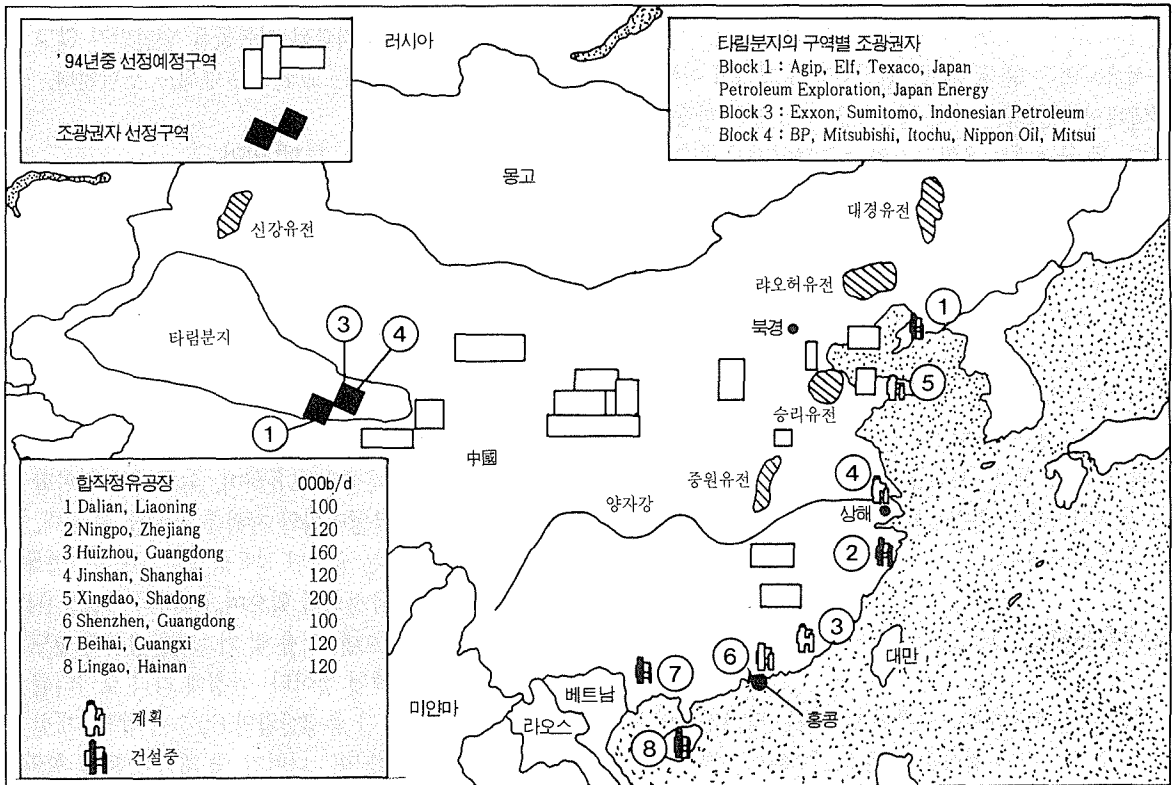 '94년중 선정예정구역
조광권자 선정구역
러시아
타림분지의 구역별 조광권자
Block 1 : Agip, Elf, Texaco, Japan
Petroleum Exploration, Japan Energy
Block 3 : Exxon, Sumitomo, Indonesian Petroleum
Block 4 : BP, Mitsubishi, Itochu, Nippon Oil, Mitsui
몽고
신강유전
대경유전
랴오허유전
타림분지
3
4
1
북경
1
5
승리유전
中國
중원유전
양자강
4
상해
2
합작정유공장 000b/d
1 Dalian, Liaoning 100
2 Ningpo, Zhejiang 120
3 Huizhou, Guangdong 160
4 Jinshan, Shanghai 120
5 Xingdao, Shadong 200
6 Shenzhen, Guangdong 100
7 Beihai, Guangxi 120
8 Lingao, Hainan 120
계획
건설중
3
6
7
대만
베트남
미얀마
라오스
홍콩
8